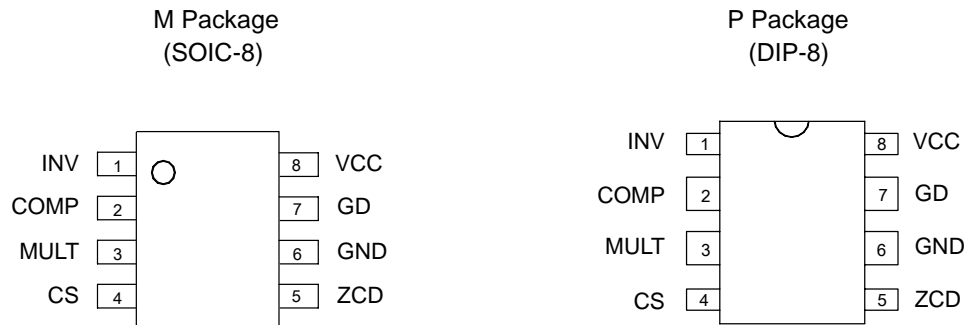 M Package
(SOIC-8)
INV 1 8 VCC
COMP 2 7 GD
MULT 3 6 GND
CS 4 5 ZCD
P Package
(DIP-8)
INV 1 8 VCC
COMP 2 7 GD
MULT 3 6 GND
CS 4 5 ZCD